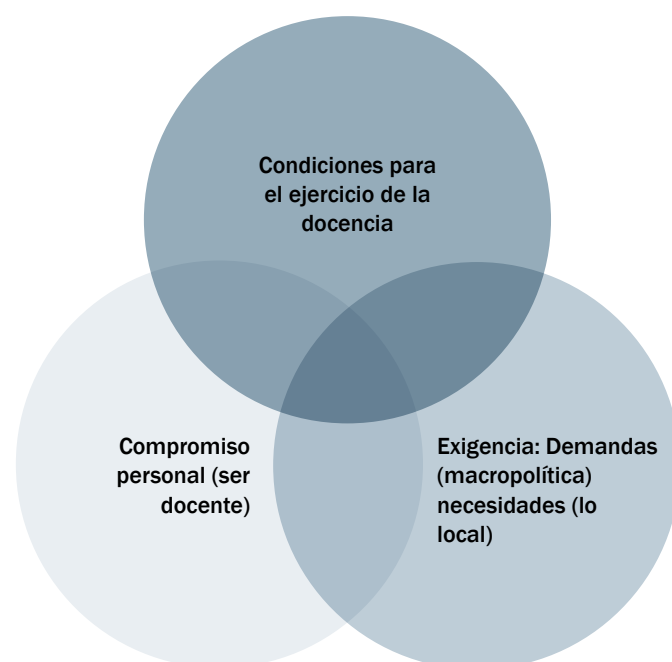 Condiciones para
el ejercicio de la
docencia
Compromiso
personal (ser
docente)
Exigencia: Demandas
(macropolítica)
necesidades (lo
local)